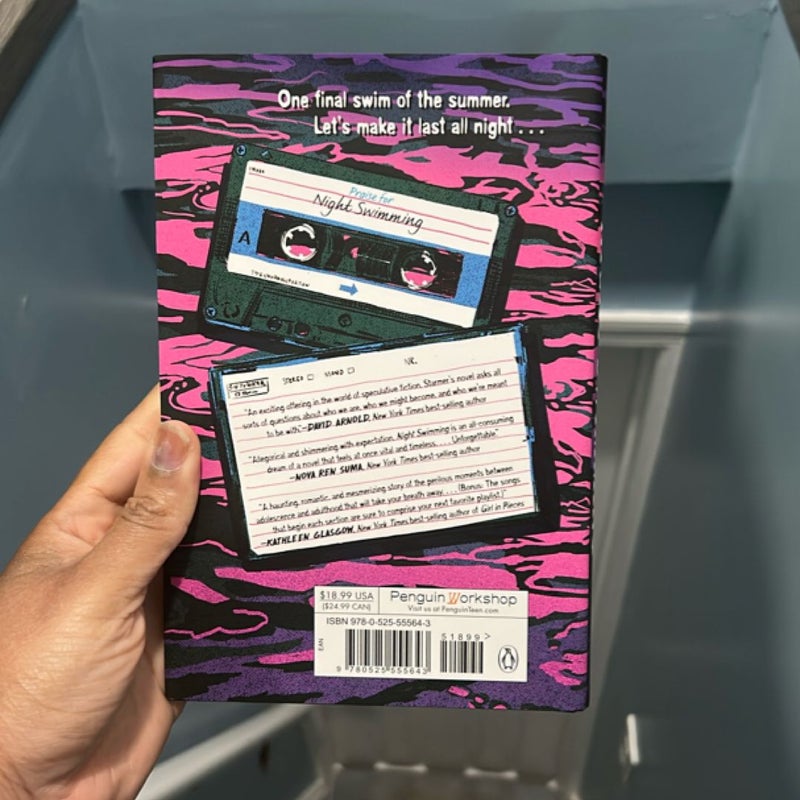 One final swim of the summer.
Let's make it last all night . . .
Praise for
Night Swimming
A
STEREO
MONO
NR.
"An exciting offering in the world of speculative fiction, Starmer's novel asks all
sorts of questions about who we are, who we might become, and who we're meant
to be with."—DAVID ARNOLD, New York Times best-selling author
"Allegorical and shimmering with expectation, Night Swimming is an all-consuming
dream of a novel that feels at once vital and timeless. . . . Unforgettable."
—NOVA REN SUMA, New York Times best-selling author
"A haunting, romantic, and mesmerizing story of the perilous moments between
adolescence and adulthood that will take your breath away. . . . (Bonus: The songs
that begin each section are sure to comprise your next favorite playlist.)"
—KATHLEEN GLASGOW, New York Times best-selling author of Girl in Pieces
$18.99 USA
($24.99 CAN)
Penguin Workshop
Visit us at PenguinTeen.com
ISBN 978-0-525-55564-3
51899>
EAN
9 780525 555643